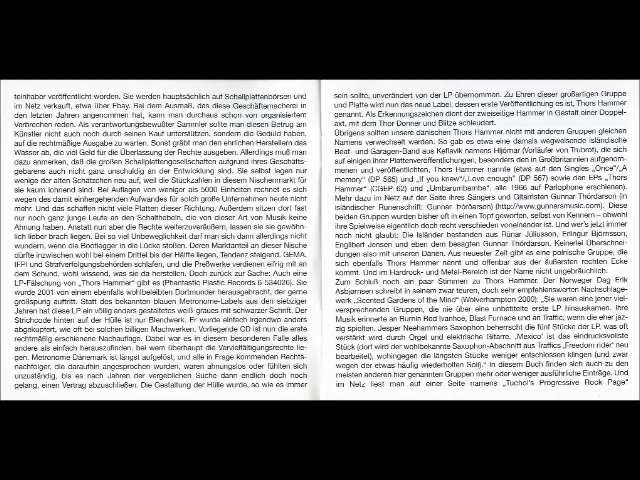 teinhaber veröffentlicht worden. Sie werden hauptsächlich auf Schallplattenbörsen und
im Netz verkauft, etwa über Ebay. Bei dem Ausmaß, das diese Geschäftemacherei in
den letzten Jahren angenommen hat, kann man durchaus schon von organisiertem
Verbrechen reden. Als verantwortungsbewußter Sammler sollte man diesen Betrug am
Künstler nicht auch noch durch seinen Kauf unterstützen, sondern die Geduld haben,
auf die rechtmäßige Ausgabe zu warten. Sonst gräbt man den ehrlichen Herstellern das
Wasser ab, die viel Geld für die Überlassung der Rechte ausgeben. Allerdings muß man
dazu anmerken, daß die großen Schallplattengesellschaften aufgrund ihres Geschäfts-
gebarens auch nicht ganz unschuldig an der Entwicklung sind. Sie selbst legen nur
wenige der alten Schätzchen neu auf, weil die Stückzahlen in diesem Nischenmarkt für
sie kaum lohnend sind. Bei Auflagen von weniger als 5000 Einheiten rechnet es sich
wegen des damit einhergehenden Aufwandes für solch große Unternehmen heute nicht
mehr. Und das schaffen nicht viele Platten dieser Richtung. Außerdem sitzen dort fast
nur noch ganz junge Leute an den Schalthebeln, die von dieser Art von Musik keine
Ahnung haben. Anstatt nun aber die Rechte weiterzuveräußern, lassen sie sie gewöhn-
lich lieber brach liegen. Bei so viel Unbeweglichkeit darf man sich dann allerdings nicht
wundern, wenn die Bootlegger in die Lücke stoßen. Deren Marktanteil an dieser Nische
dürfte inzwischen wohl bei einem Drittel bis der Hälfte liegen, Tendenz steigend. GEMA,
IFPI und Strafverfolgungsbehörden schlafen, und die Preßwerke verdienen eifrig mit an
dem Schund, wohl wissend, was sie da herstellen. Doch zurück zur Sache: Auch eine
LP-Fälschung von „Thors Hammer" gibt es (Phantastic Plastic Records 6 534026). Sie
wurde 2001 von einem ebenfalls wohlbeleibten Dortmunder herausgebracht, der gerne
großspurig auftritt. Statt des bekannten blauen Metronome-Labels aus den siebziger
Jahren hat diese LP ein völlig anders gestaltetes weiß-graues mit schwarzer Schrift. Der
Strichcode hinten auf der Hülle ist nur Blendwerk. Er wurde einfach irgendwo anders
abgekupfert, wie oft bei solchen billigen Machwerken. Vorliegende CD ist nun die erste
rechtmäßig erschienene Nachauflage. Dabei war es in diesem besonderen Falle alles
andere als einfach herauszufinden, bei wem überhaupt die Vervielfältigungsrechte lie-
gen. Metronome Dänemark ist längst aufgelöst, und alle in Frage kommenden Rechts-
nachfolger, die daraufhin angesprochen wurden, waren ahnungslos oder fühlten sich
unzuständig, bis es nach Jahren der vergeblichen Suche dann endlich doch noch
gelang, einen Vertrag abzuschließen. Die Gestaltung der Hülle wurde, so wie es immer
sein sollte, unverändert von der LP übernommen. Zu Ehren dieser großartigen Gruppe
und Platte wird nun das neue Label, dessen erste Veröffentlichung es ist, Thors Hammer
genannt. Als Erkennungszeichen dient der zweiseitige Hammer in Gestalt einer Doppel-
axt, mit dem Thor Donner und Blitze schleudert.
Übrigens sollten unsere dänischen Thors Hammer nicht mit anderen Gruppen gleichen
Namens verwechselt werden. So gab es etwa eine damals wegweisende isländische
Beat- und Garagen-Band aus Keflavik namens Hljómar (Vorläufer von Trúbrot), die sich
auf einigen ihrer Plattenveröffentlichungen, besonders den in Großbritannien aufgenom-
menen und veröffentlichten, Thors Hammer nannte (etwa auf den Singles „Once"/„A
memory" (DP 565) und „If you knew"/„Love enough" (DP 567) sowie den EPs „Thors
Hammer" (CGEP 62) und „Umbarumbamba", alle 1966 auf Parlophone erschienen).
Mehr dazu im Netz auf der Seite ihres Sängers und Gitarristen Gunnar Thórdarson (in
isländischer Runenschrift: Gunnar Þórðarson) (http://www.gunnarsmusic.com). Diese
beiden Gruppen wurden bisher oft in einen Topf geworfen, selbst von Kennern – obwohl
ihre Spielweise eigentlich doch recht verschieden voneinander ist. Und wer's jetzt immer
noch nicht glaubt: Die Isländer bestanden aus Rúnar Júlíusson, Erlingur Björnsson,
Engilbert Jensen und eben dem besagten Gunnar Thórdarson. Keinerlei Überschnei-
dungen also mit unseren Dänen. Aus neuester Zeit gibt es eine polnische Gruppe, die
sich ebenfalls Thors Hammer nennt und offenbar aus der äußersten rechten Ecke
kommt. Und im Hardrock- und Metal-Bereich ist der Name nicht ungebräuchlich.
Zum Schluß noch ein paar Stimmen zu Thors Hammer. Der Norweger Dag Erik
Asbjørnsen schreibt in seinem zwar teuren, doch sehr empfehlenswerten Nachschlage-
werk „Scented Gardens of the Mind" (Wolverhampton 2000): „Sie waren eine jener viel-
versprechenden Gruppen, die nie über eine unbetitelte erste LP hinauskamen. Ihre
Musik erinnerte an Burnin Red Ivanhoe, Blast Furnace und an Traffic, wenn die eher jaz-
zig spielten. Jesper Neehammers Saxophon beherrscht die fünf Stücke der LP, was oft
verstärkt wird durch Orgel und elektrische Gitarre. ‚Mexico' ist das eindrucksvollste
Stück (dort wird der wohlbekannte Saxophon-Abschnitt aus Traffics ‚Freedom rider' neu
bearbeitet), wohingegen die längsten Stücke weniger entschlossen klingen (und zwar
wegen der etwas häufig wiederholten Soli)." In diesem Buch finden sich auch zu den
meisten anderen hier genannten Gruppen mehr oder weniger ausführliche Einträge. Und
im Netz liest man auf einer Seite namens „Tuchol's Progressive Rock Page"